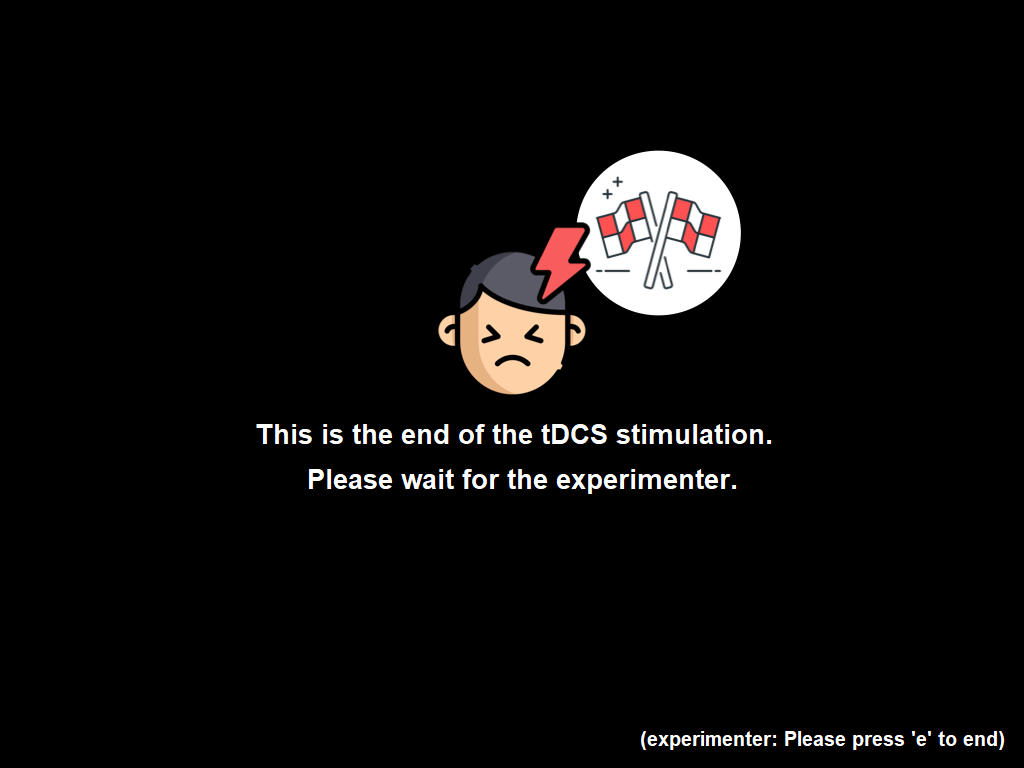 This is the end of the tDCS stimulation.
Please wait for the experimenter.
(experimenter: Please press 'e' to end)